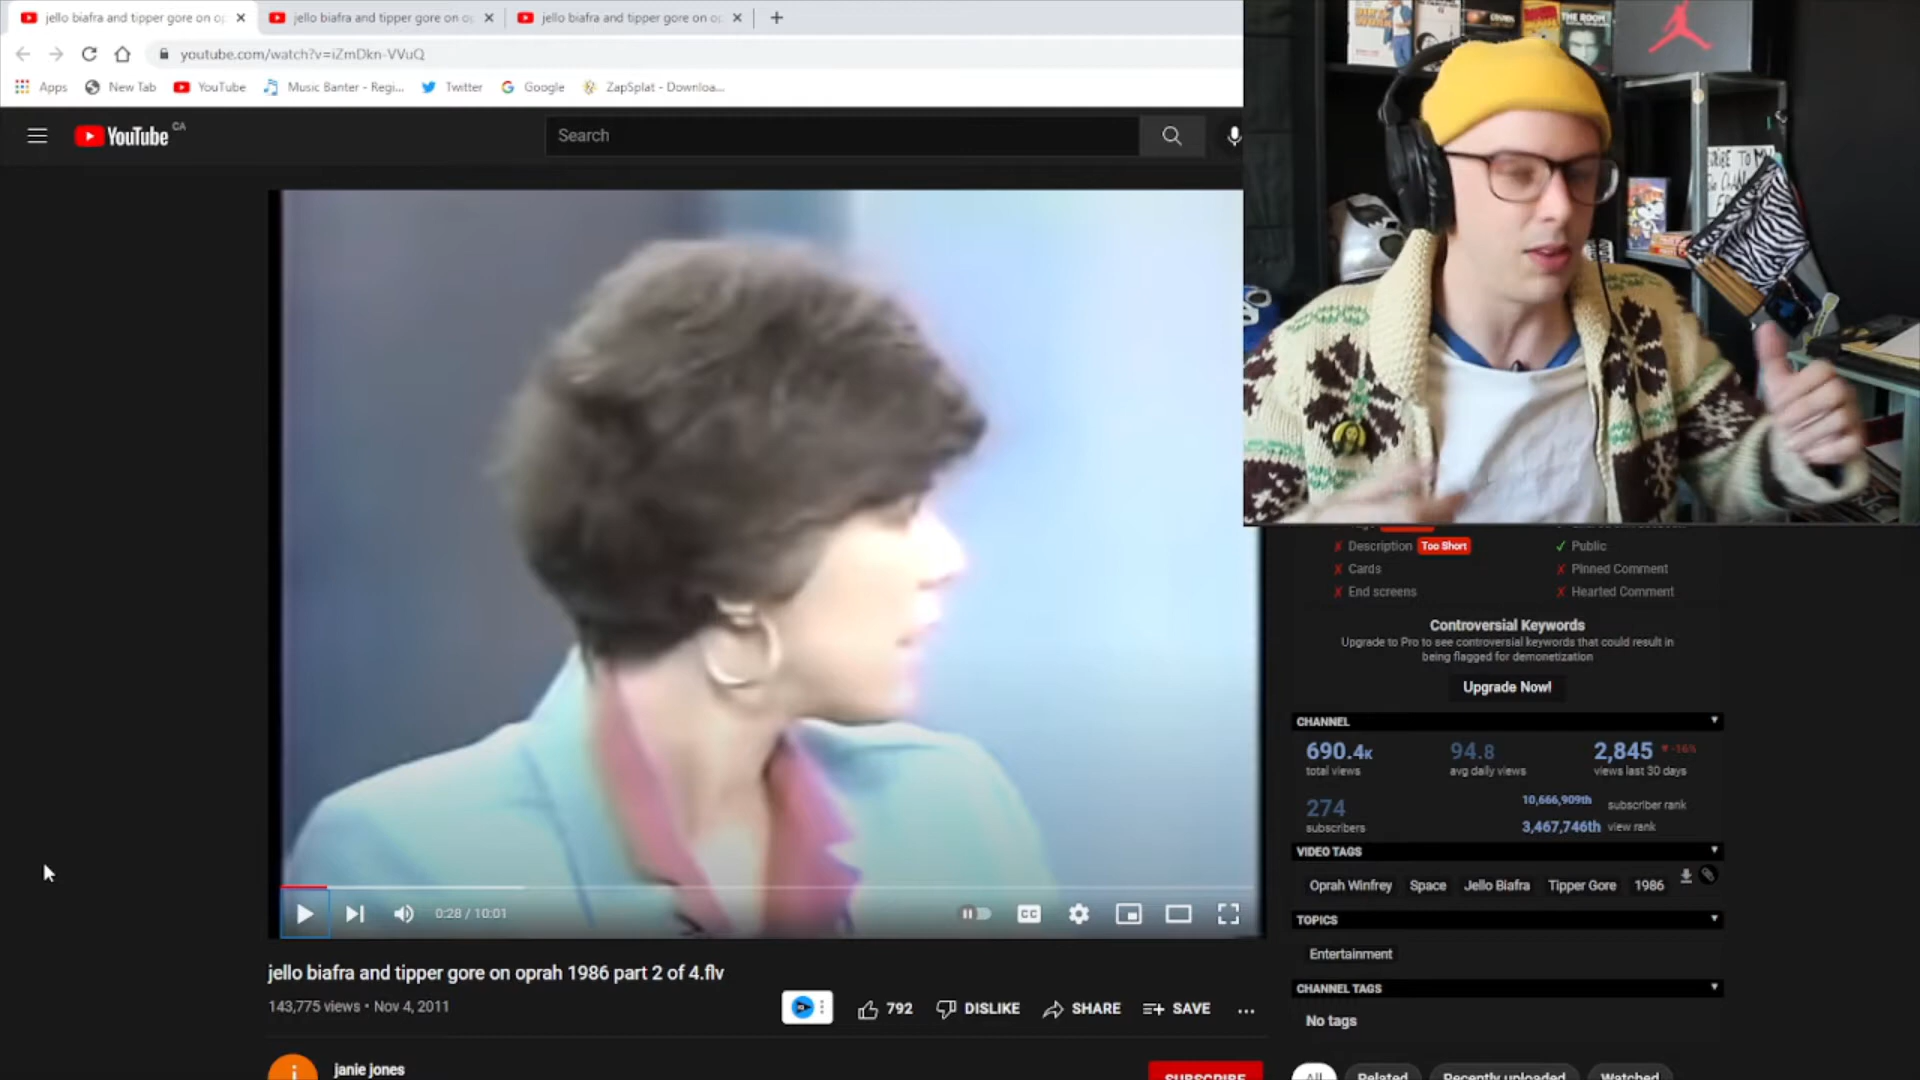 jello biafra and tipper gore on o
jello biafra and tipper gore on o
jello biafra and tipper gore on o
youtube.com/watch?v=iZmDkn-VVuQ
Apps
New Tab
YouTube
Music Banter - Regi...
Twitter
Google
ZapSplat - Downloa...
YouTube CA
Search
THE ROOM
Description Too Short
Public
Cards
Pinned Comment
End screens
Hearted Comment
Controversial Keywords
Upgrade to Pro to see controversial keywords that could result in
being flagged for demonetization
Upgrade Now!
CHANNEL
690.4K 94.8 2,845 -16%
total views avg daily views views last 30 days
274 10,666,909th subscriber rank
subscribers 3,467,746th view rank
VIDEO TAGS
Oprah Winfrey Space Jello Biafra Tipper Gore 1986
TOPICS
Entertainment
CHANNEL TAGS
No tags
0:28 / 10:01
CC
jello biafra and tipper gore on oprah 1986 part 2 of 4.flv
143,775 views • Nov 4, 2011
792 DISLIKE SHARE SAVE
i janie jones
SUBSCRIBE
All Related Recently uploaded Watched